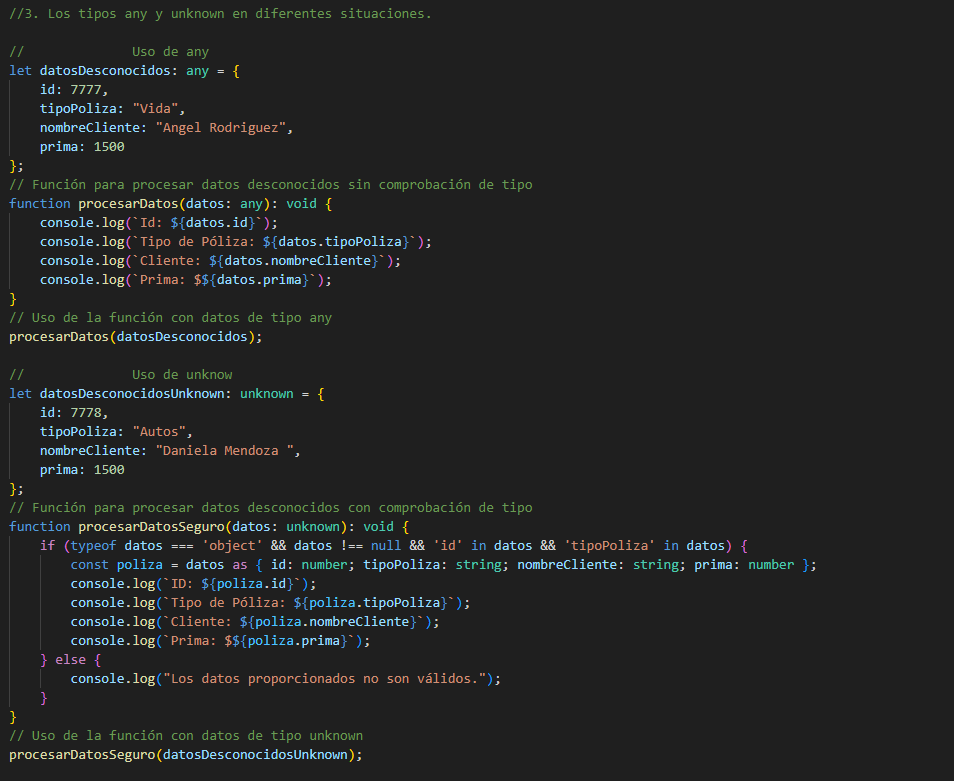 //3. Los tipos any y unknown en diferentes situaciones.

//              Uso de any
let datosDesconocidos: any = {
    id: 7777,
    tipoPoliza: "Vida",
    nombreCliente: "Angel Rodriguez",
    prima: 1500
};
// Función para procesar datos desconocidos sin comprobación de tipo
function procesarDatos(datos: any): void {
    console.log(`Id: ${datos.id}`);
    console.log(`Tipo de Póliza: ${datos.tipoPoliza}`);
    console.log(`Cliente: ${datos.nombreCliente}`);
    console.log(`Prima: $${datos.prima}`);
}
// Uso de la función con datos de tipo any
procesarDatos(datosDesconocidos);

//              Uso de unknow
let datosDesconocidosUnknown: unknown = {
    id: 7778,
    tipoPoliza: "Autos",
    nombreCliente: "Daniela Mendoza ",
    prima: 1500
};
// Función para procesar datos desconocidos con comprobación de tipo
function procesarDatosSeguro(datos: unknown): void {
    if (typeof datos === 'object' && datos !== null && 'id' in datos && 'tipoPoliza' in datos) {
        const poliza = datos as { id: number; tipoPoliza: string; nombreCliente: string; prima: number };
        console.log(`ID: ${poliza.id}`);
        console.log(`Tipo de Póliza: ${poliza.tipoPoliza}`);
        console.log(`Cliente: ${poliza.nombreCliente}`);
        console.log(`Prima: $${poliza.prima}`);
    } else {
        console.log("Los datos proporcionados no son válidos.");
    }
}
// Uso de la función con datos de tipo unknown
procesarDatosSeguro(datosDesconocidosUnknown);